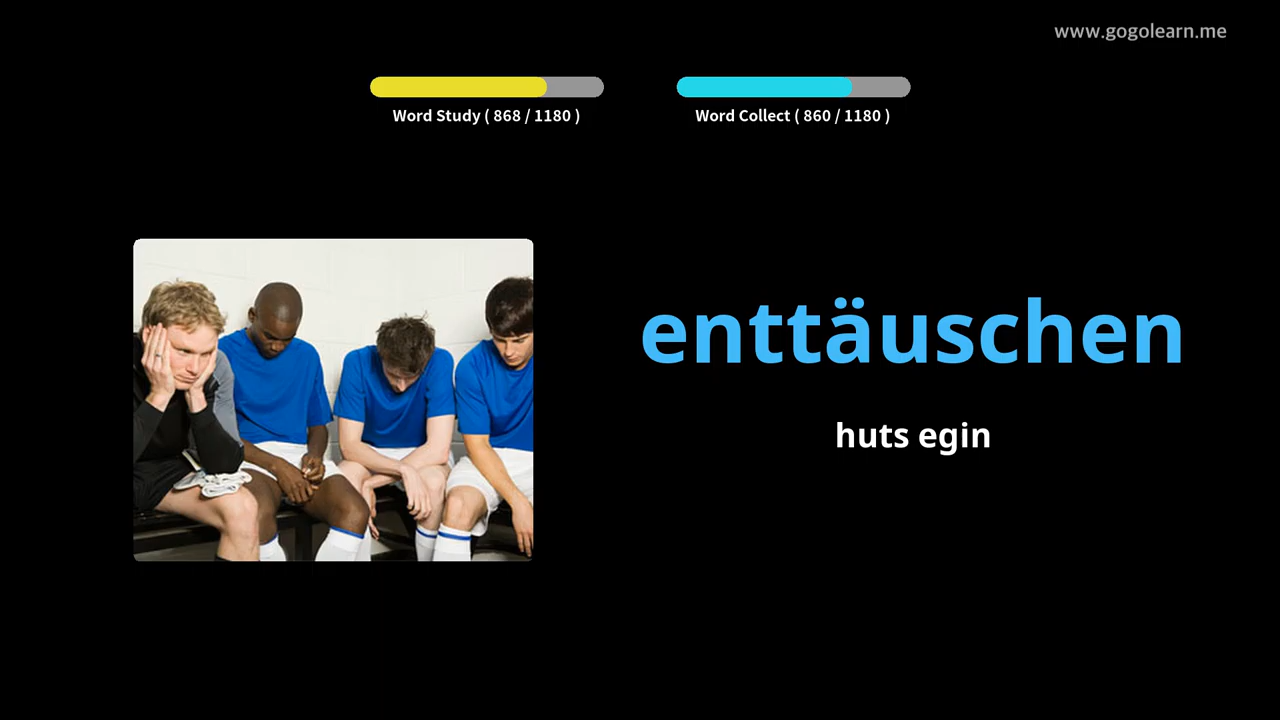 www.gogolearn.me
Word Study ( 868 / 1180 )
Word Collect ( 860 / 1180 )
enttäuschen
huts egin